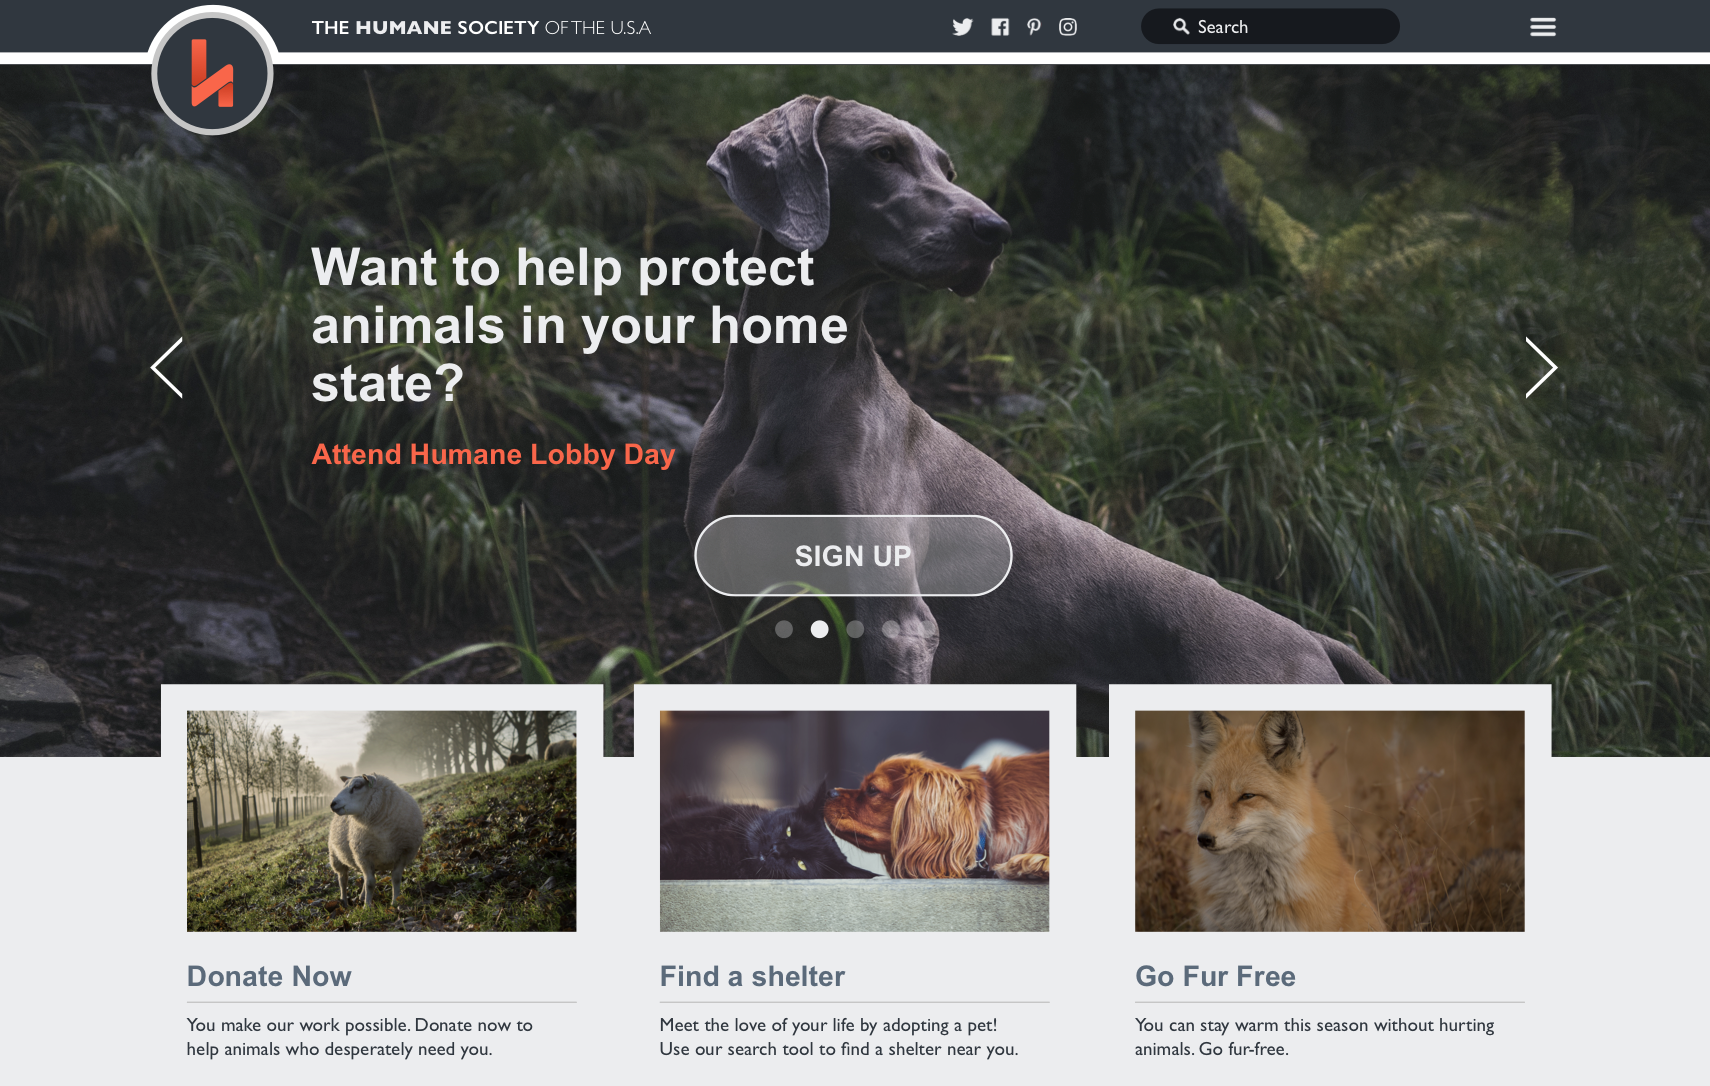 THE HUMANE SOCIETY OF THE U.S.A
Search
Want to help protect
animals in your home
state?
Attend Humane Lobby Day
SIGN UP
Donate Now
You make our work possible. Donate now to
help animals who desperately need you.
Find a shelter
Meet the love of your life by adopting a pet!
Use our search tool to find a shelter near you.
Go Fur Free
You can stay warm this season without hurting
animals. Go fur-free.